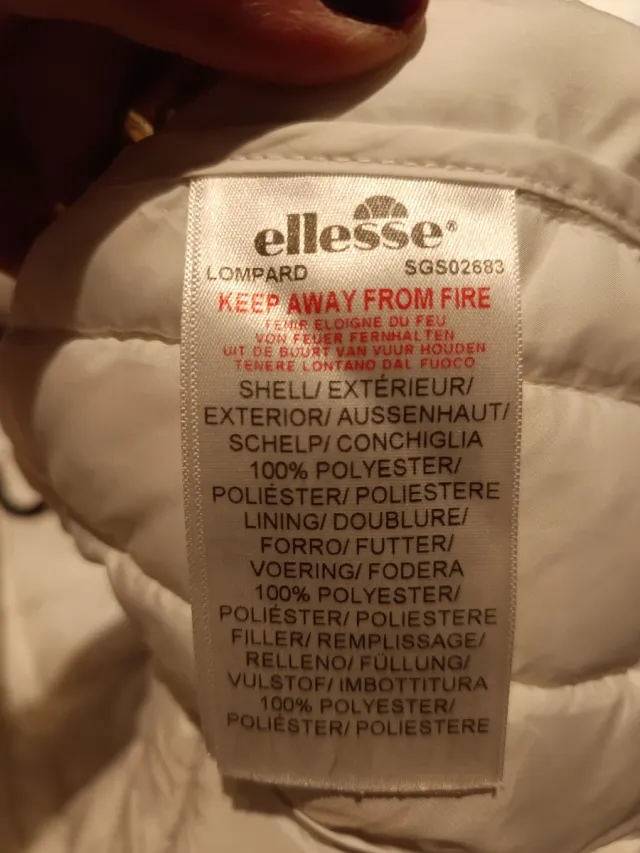 ellesse®
LOMPARD SGS02683
KEEP AWAY FROM FIRE
TENIR ELOIGNE DU FEU
VON FEUER FERNHALTEN
UIT DE BUURT VAN VUUR HOUDEN
TENERE LONTANO DAL FUOCO
SHELL/ EXTÉRIEUR/
EXTERIOR/ AUSSENHAUT/
SCHELP/ CONCHIGLIA
100% POLYESTER/
POLIÉSTER/ POLIESTERE
LINING/ DOUBLURE/
FORRO/ FUTTER/
VOERING/ FODERA
100% POLYESTER/
POLIÉSTER/ POLIESTERE
FILLER/ REMPLISSAGE/
RELLENO/ FÜLLUNG/
VULSTOF/ IMBOTTITURA
100% POLYESTER/
POLIÉSTER/ POLIESTERE